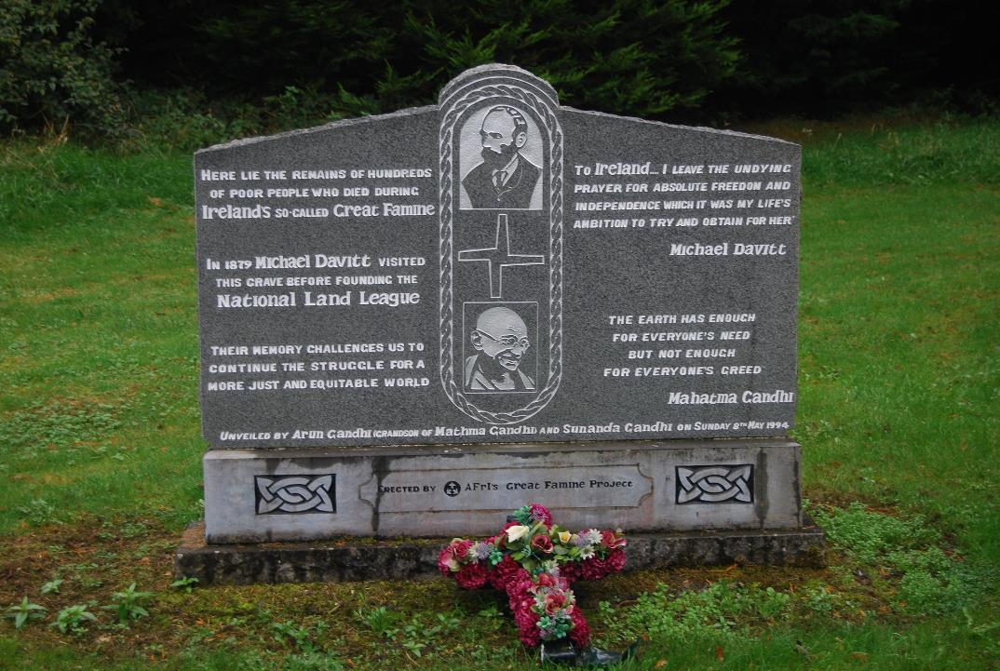 Here lie the remains of hundreds
of poor people who died during
Ireland's so-called Great Famine
In 1879 Michael Davitt visited
this grave before founding the
National Land League
Their memory challenges us to
continue the struggle for a
more just and equitable world
To Ireland... I leave the undying
prayer for absolute freedon and
independence which it was my life's
ambition to try and obtain for her'
Michael Davitt
The earth has enough
for everyone's need
but not enough
for everyone's greed
Mahatma Gandhi
Unveiled by Arun Gandhi (grandson of Mathma Gandhi) and Sunanda Gandhi on Sunday 8th May 1994
Erected by AFrI's Great Famine Project